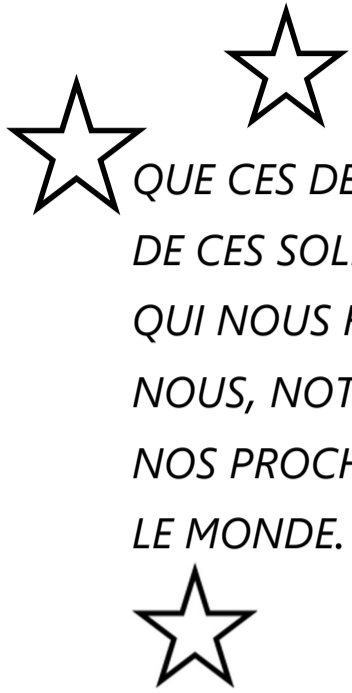 QUE CES DE
DE CES SOL
QUI NOUS
NOUS, NOT
NOS PROCH
LE MONDE.